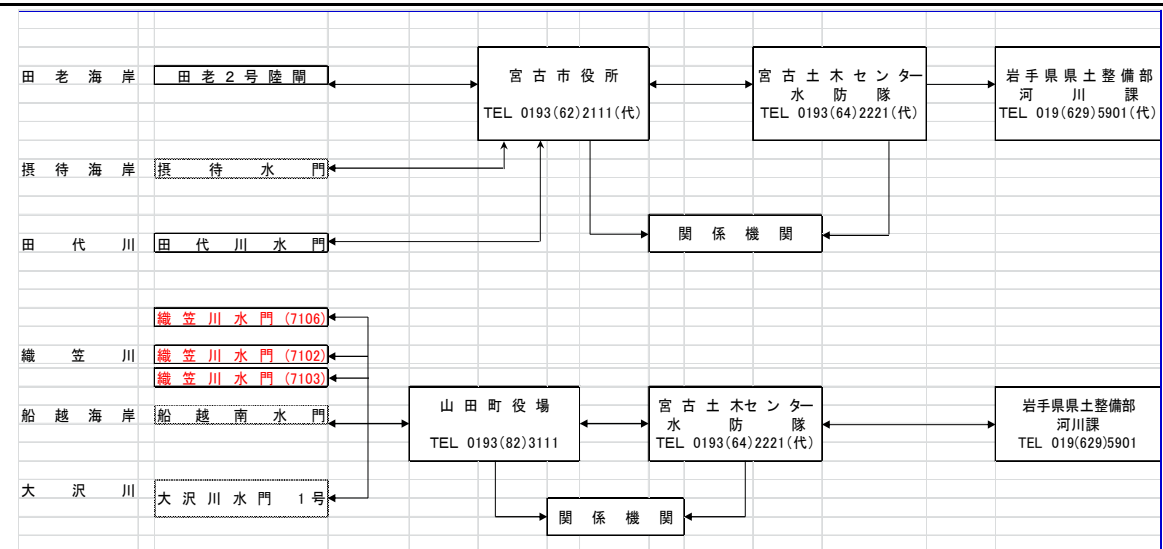 田老海岸
田老2号陸閘
宮古市役所
TEL 0193(62)2111(代)
宮古土木センター
水防隊
TEL 0193(64)2221(代)
岩手県県土整備部
河川課
TEL 019(629)5901(代)
摂待海岸
摂待水門
田代川
田代川水門
関係機関
織笠川水門(7106)
織笠川
織笠川水門(7102)
織笠川水門(7103)
船越海岸
船越南水門
山田町役場
TEL 0193(82)3111
宮古土木センター
水防隊
TEL 0193(64)2221(代)
岩手県県土整備部
河川課
TEL 019(629)5901
大沢川
大沢川水門 1号
関係機関